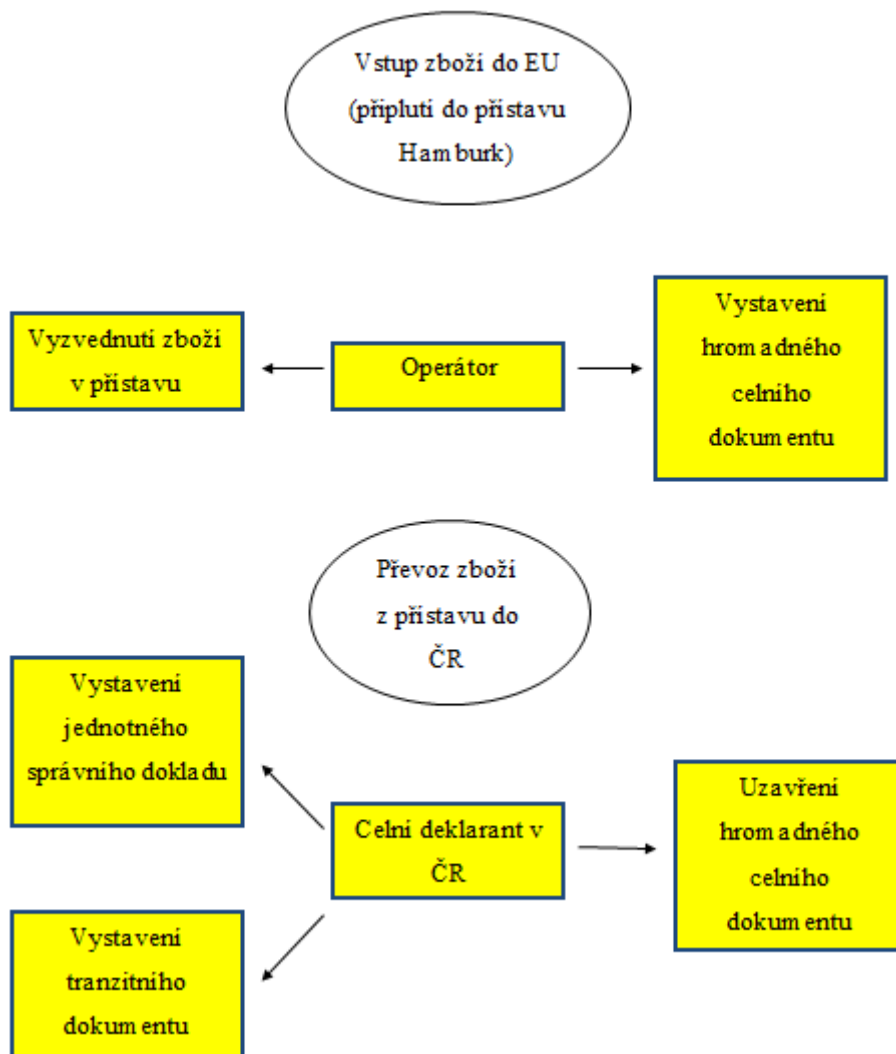 Vstup zboží do EU
(připlutí do přístavu
Hamburk)
Vyzvednutí zboží
v přístavu
Operátor
Vystavení
hromadného
celního
dokumentu
Převoz zboží
z přístavu do
ČR
Vystavení
jednotného
správního dokladu
Celní deklarant v
ČR
Uzavření
hromadného
celního
dokumentu
Vystavení
tranzitního
dokumentu